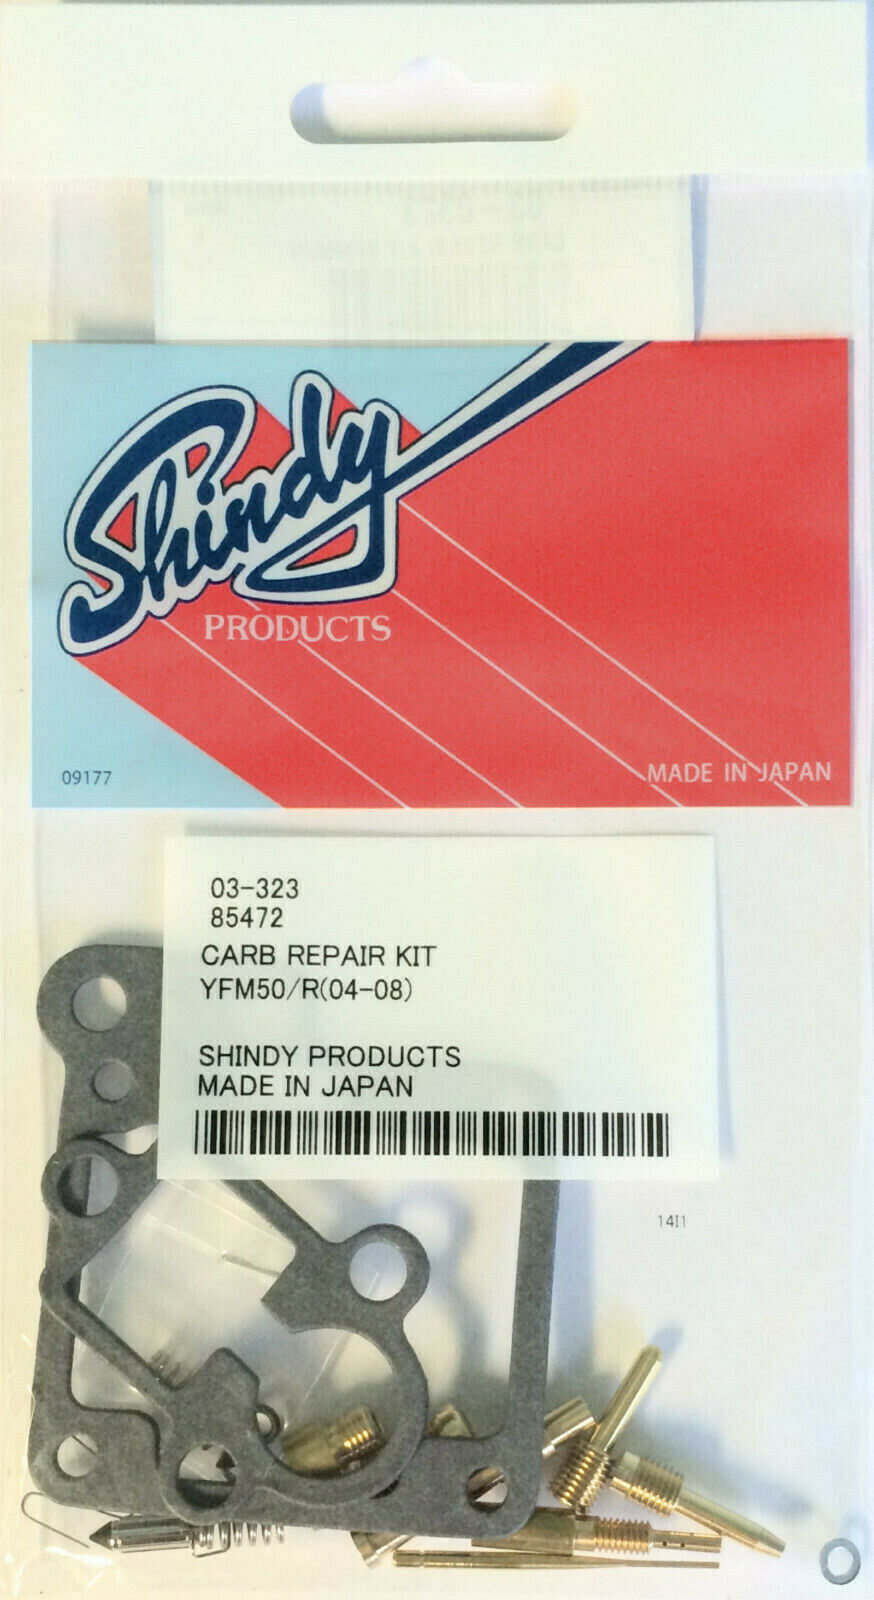 Shindy
PRODUCTS
09177
MADE IN JAPAN
03-323
85472
CARB REPAIR KIT
YFM50/R(04-08)
SHINDY PRODUCTS
MADE IN JAPAN
14I1